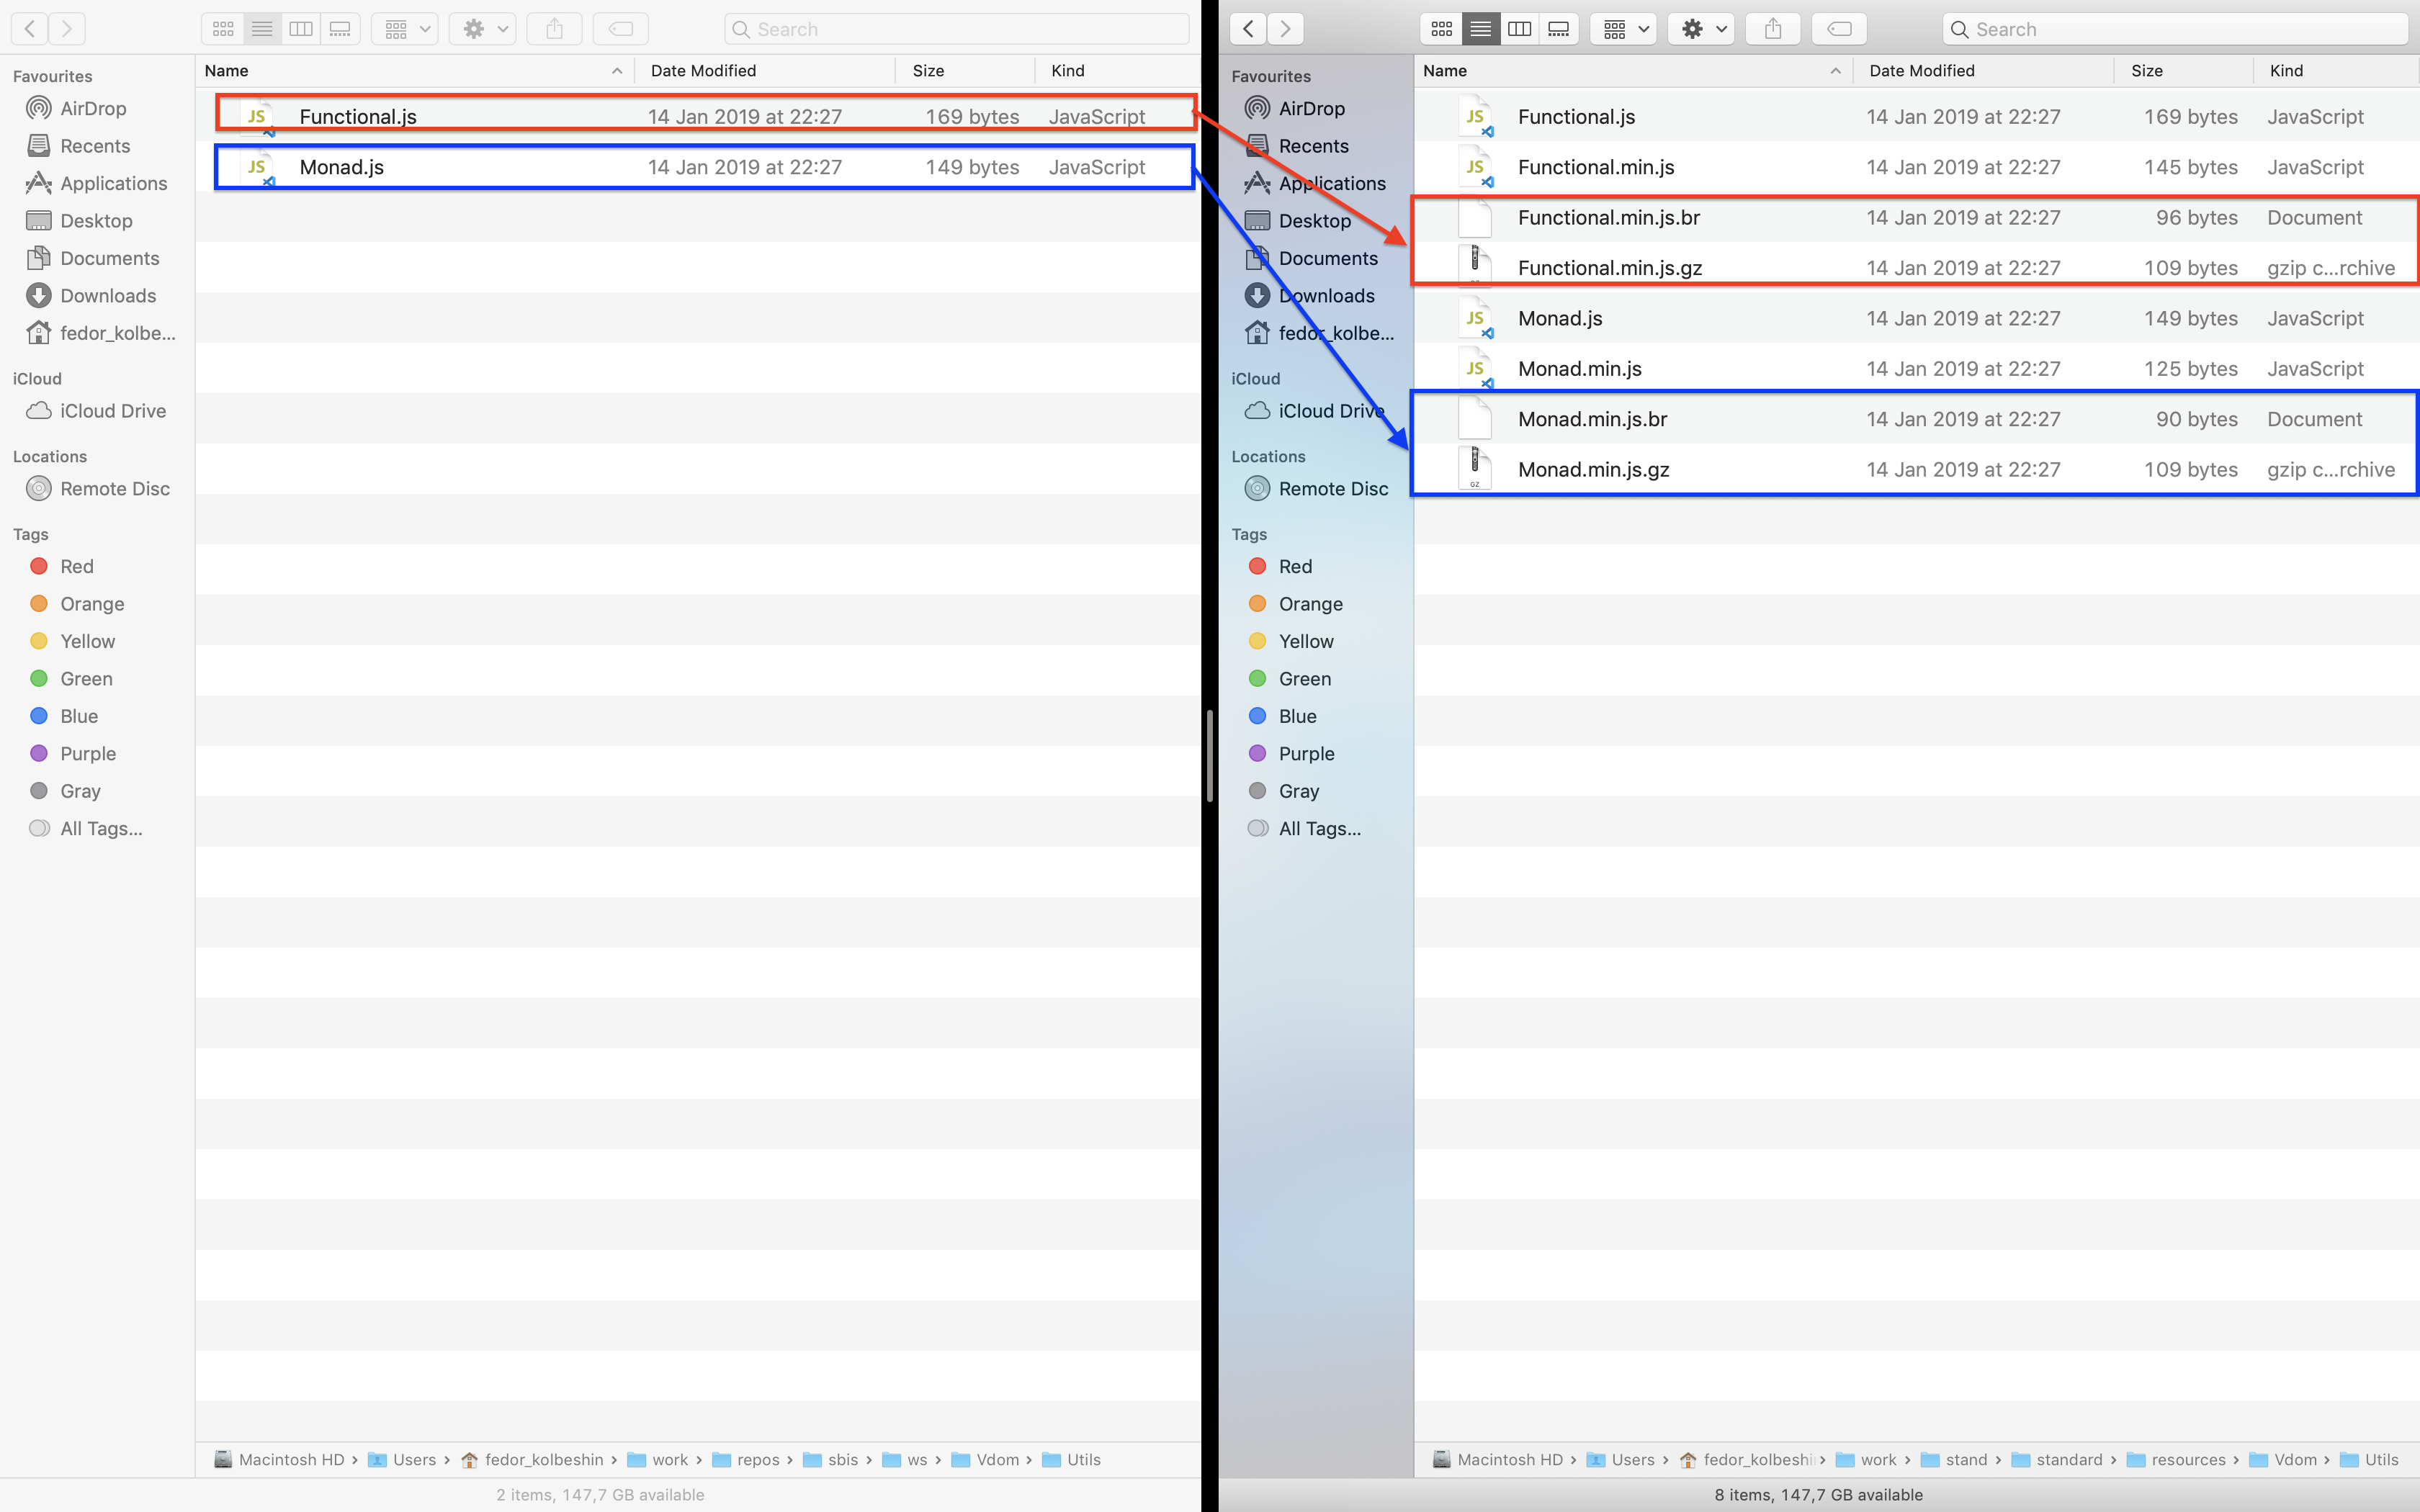 Search
Favourites
AirDrop
Recents
Applications
Desktop
Documents
Downloads
fedor_kolbe...
iCloud
iCloud Drive
Locations
Remote Disc
Tags
Red
Orange
Yellow
Green
Blue
Purple
Gray
All Tags...
Name Date Modified Size Kind
JS Functional.js 14 Jan 2019 at 22:27 169 bytes JavaScript
JS Monad.js 14 Jan 2019 at 22:27 149 bytes JavaScript
Macintosh HD › Users › fedor_kolbeshin › work › repos › sbis › ws › Vdom › Utils
2 items, 147,7 GB available
Search
Favourites
AirDrop
Recents
Applications
Desktop
Documents
Downloads
fedor_kolbe...
iCloud
iCloud Drive
Locations
Remote Disc
Tags
Red
Orange
Yellow
Green
Blue
Purple
Gray
All Tags...
Name Date Modified Size Kind
JS Functional.js 14 Jan 2019 at 22:27 169 bytes JavaScript
JS Functional.min.js 14 Jan 2019 at 22:27 145 bytes JavaScript
Functional.min.js.br 14 Jan 2019 at 22:27 96 bytes Document
Functional.min.js.gz 14 Jan 2019 at 22:27 109 bytes gzip c...rchive
JS Monad.js 14 Jan 2019 at 22:27 149 bytes JavaScript
JS Monad.min.js 14 Jan 2019 at 22:27 125 bytes JavaScript
Monad.min.js.br 14 Jan 2019 at 22:27 90 bytes Document
GZ Monad.min.js.gz 14 Jan 2019 at 22:27 109 bytes gzip c...rchive
Macintosh HD › Users › fedor_kolbeshi › work › stand › standard › resources › Vdom › Utils
8 items, 147,7 GB available